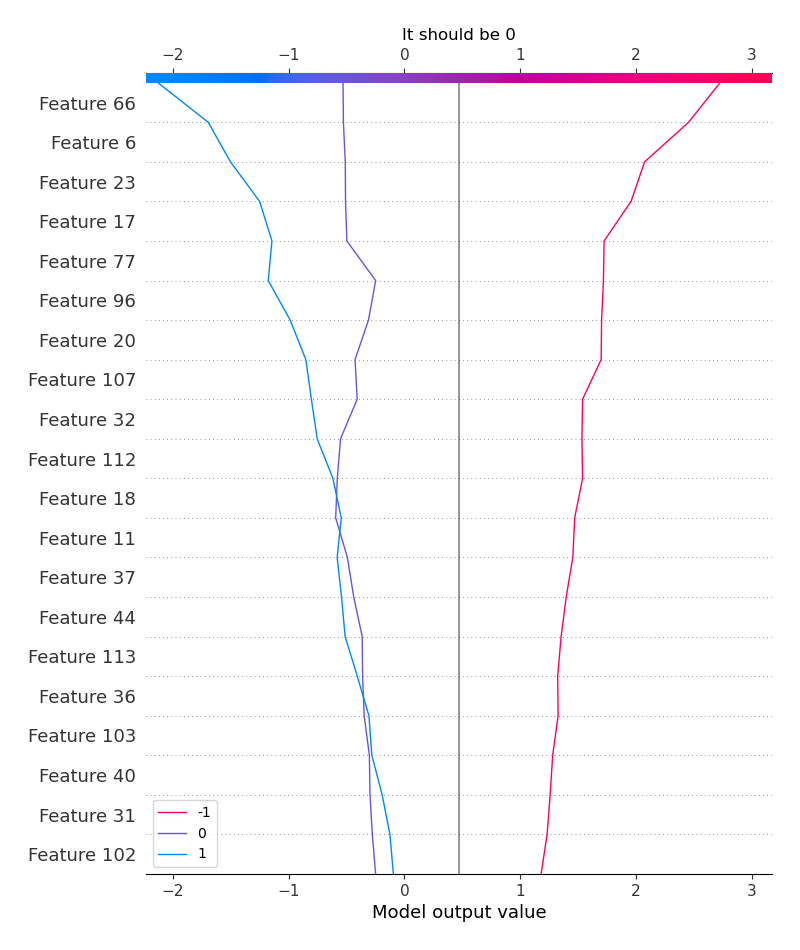 It should be 0
−2 −1 0 1 2 3
Feature 66
Feature 6
Feature 23
Feature 17
Feature 77
Feature 96
Feature 20
Feature 107
Feature 32
Feature 112
Feature 18
Feature 11
Feature 37
Feature 44
Feature 113
Feature 36
Feature 103
Feature 40
Feature 31
Feature 102
-1
0
1
−2 −1 0 1 2 3
Model output value